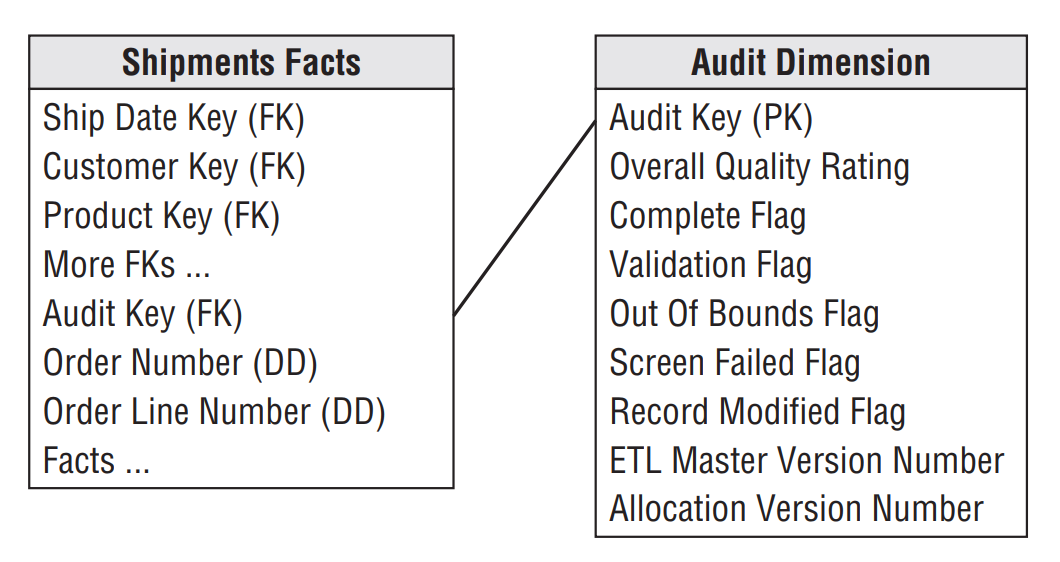 Shipments Facts
Ship Date Key (FK)
Customer Key (FK)
Product Key (FK)
More FKs ...
Audit Key (FK)
Order Number (DD)
Order Line Number (DD)
Facts ...
Audit Dimension
Audit Key (PK)
Overall Quality Rating
Complete Flag
Validation Flag
Out Of Bounds Flag
Screen Failed Flag
Record Modified Flag
ETL Master Version Number
Allocation Version Number